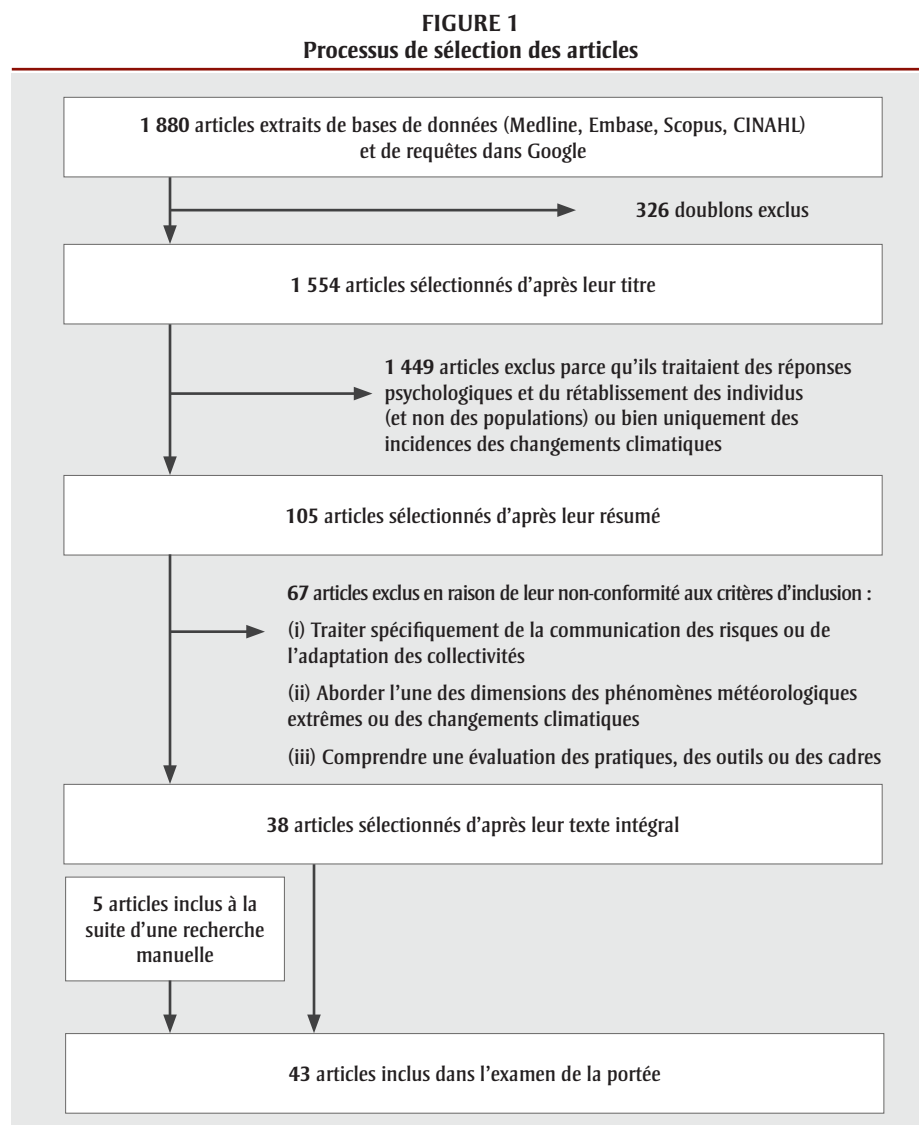 FIGURE 1
Processus de sélection des articles
1 880 articles extraits de bases de données (Medline, Embase, Scopus, CINAHL)
et de requêtes dans Google
326 doublons exclus
1 554 articles sélectionnés d'après leur titre
1 449 articles exclus parce qu'ils traitaient des réponses
psychologiques et du rétablissement des individus
(et non des populations) ou bien uniquement des
incidences des changements climatiques
105 articles sélectionnés d'après leur résumé
67 articles exclus en raison de leur non-conformité aux critères d'inclusion :
(i) Traiter spécifiquement de la communication des risques ou de
l'adaptation des collectivités
(ii) Aborder l'une des dimensions des phénomènes météorologiques
extrêmes ou des changements climatiques
(iii) Comprendre une évaluation des pratiques, des outils ou des cadres
38 articles sélectionnés d'après leur texte intégral
5 articles inclus à la
suite d'une recherche
manuelle
43 articles inclus dans l'examen de la portée